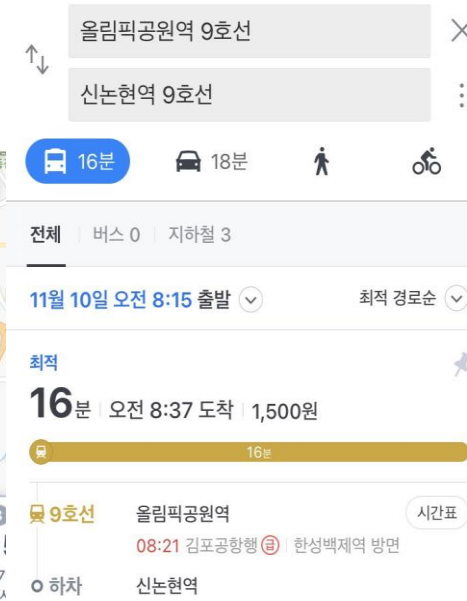 올림픽공원역 9호선
신논현역 9호선
16분 18분
전체 버스 0 지하철 3
11월 10일 오전 8:15 출발 최적 경로순
최적
16분 오전 8:37 도착 1,500원
16분
9호선 올림픽공원역 시간표
08:21 김포공항행 급 한성백제역 방면
하차 신논현역